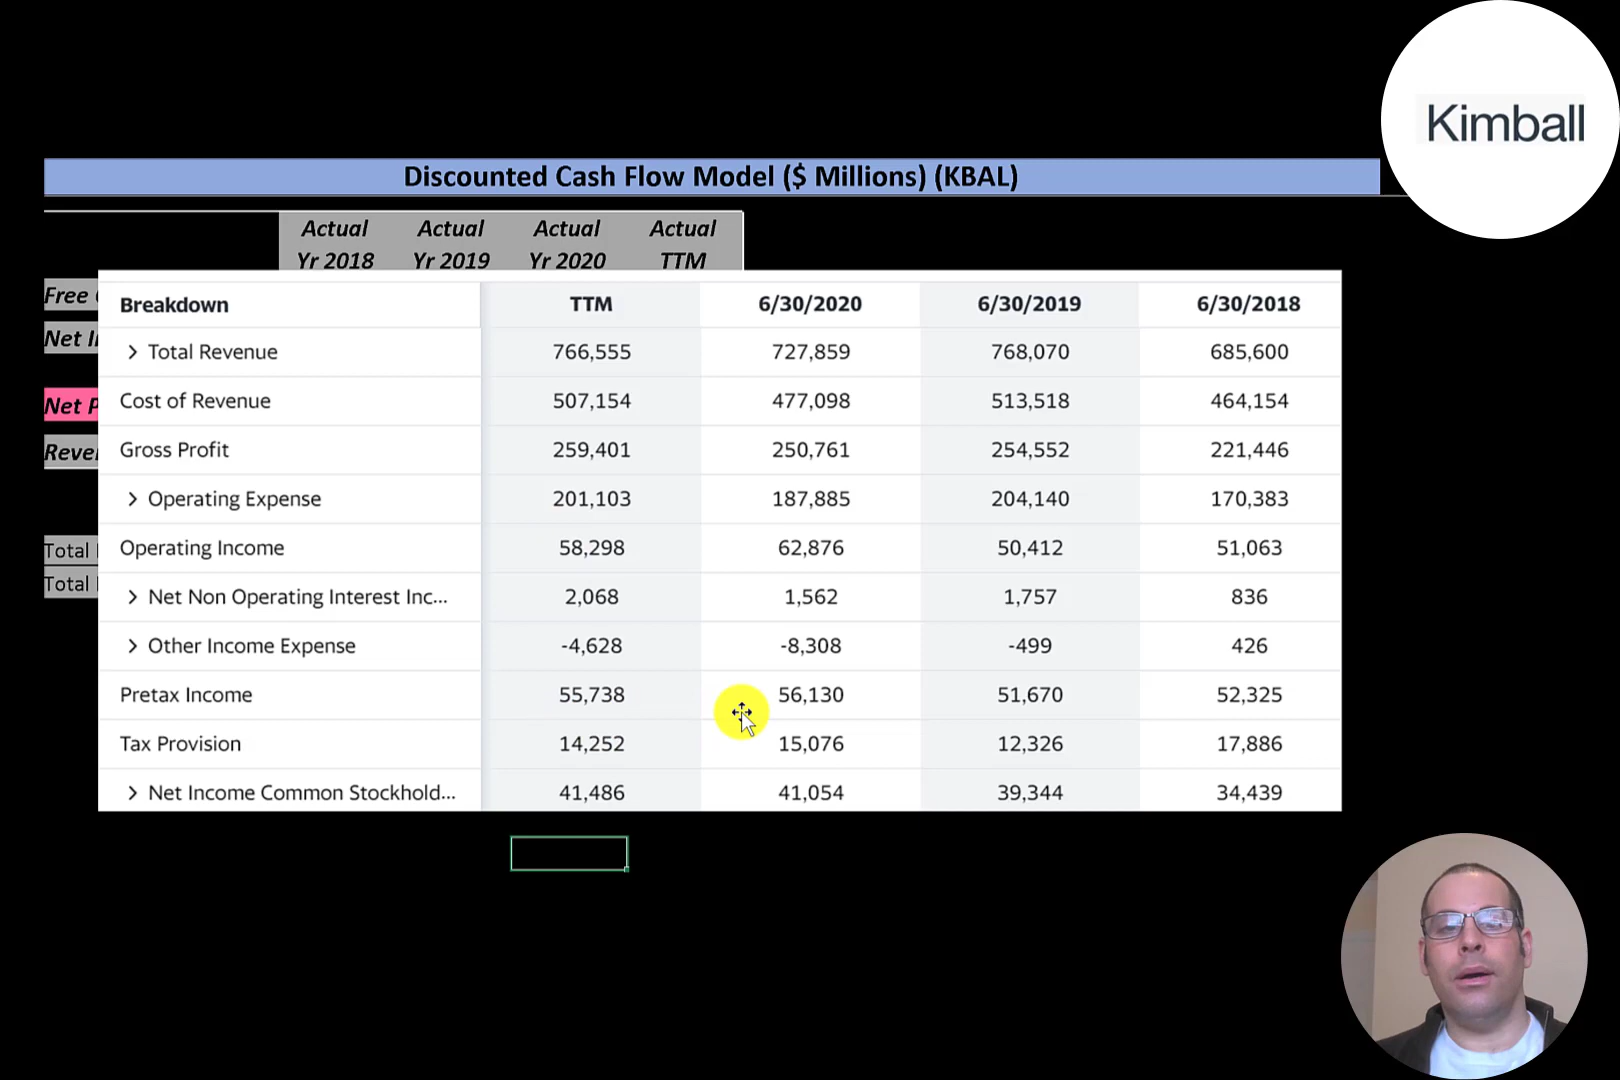 Kimball
Discounted Cash Flow Model ($ Millions) (KBAL)
Actual Actual Actual Actual
Yr 2018 Yr 2019 Yr 2020 TTM
Free
Net
Net
Total
Total
Breakdown TTM 6/30/2020 6/30/2019 6/30/2018
Total Revenue 766,555 727,859 768,070 685,600
Cost of Revenue 507,154 477,098 513,518 464,154
Gross Profit 259,401 250,761 254,552 221,446
Operating Expense 201,103 187,885 204,140 170,383
Operating Income 58,298 62,876 50,412 51,063
Net Non Operating Interest Inc... 2,068 1,562 1,757 836
Other Income Expense -4,628 -8,308 -499 426
Pretax Income 55,738 56,130 51,670 52,325
Tax Provision 14,252 15,076 12,326 17,886
Net Income Common Stockhold... 41,486 41,054 39,344 34,439